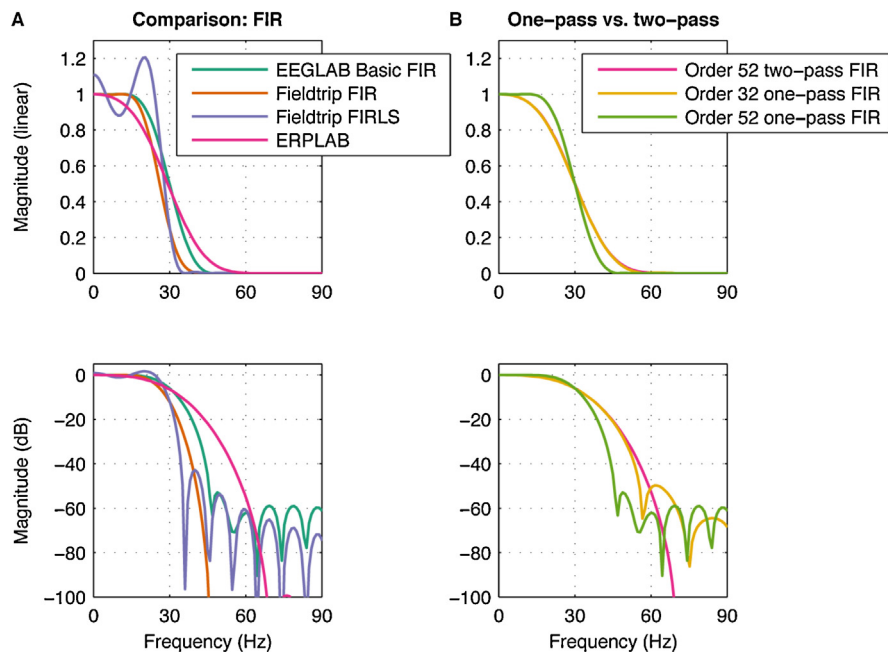 A
Comparison: FIR
1.2
1
0.8
0.6
0.4
0.2
0
Magnitude (linear)
EEGLAB Basic FIR
Fieldtrip FIR
Fieldtrip FIRLS
ERPLAB
0 30 60 90
B
One−pass vs. two−pass
1.2
1
0.8
0.6
0.4
0.2
0
Magnitude (linear)
Order 52 two−pass FIR
Order 32 one−pass FIR
Order 52 one−pass FIR
0 30 60 90
0
−20
−40
−60
−80
−100
Magnitude (dB)
0 30 60 90
Frequency (Hz)
0
−20
−40
−60
−80
−100
Magnitude (dB)
0 30 60 90
Frequency (Hz)